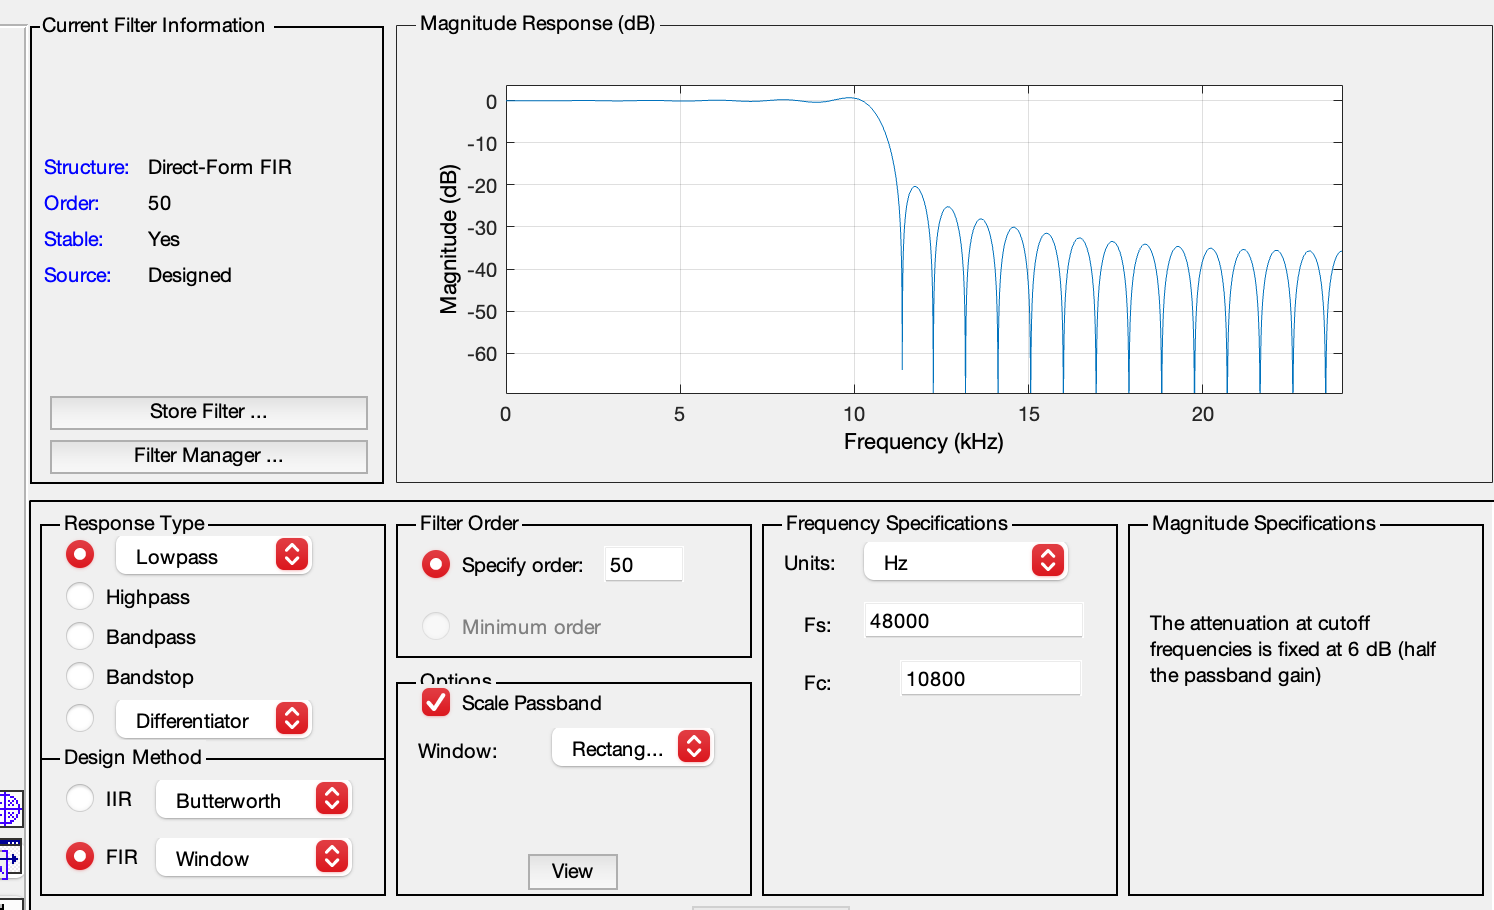 Current Filter Information
Structure: Direct-Form FIR
Order: 50
Stable: Yes
Source: Designed
Store Filter ...
Filter Manager ...
Magnitude Response (dB)
0
-10
-20
-30
-40
-50
-60
Magnitude (dB)
0 5 10 15 20
Frequency (kHz)
Response Type
Lowpass
Highpass
Bandpass
Bandstop
Differentiator
Design Method
IIR Butterworth
FIR Window
Filter Order
Specify order: 50
Minimum order
Options
Scale Passband
Window: Rectang...
View
Frequency Specifications
Units: Hz
Fs: 48000
Fc: 10800
Magnitude Specifications
The attenuation at cutoff
frequencies is fixed at 6 dB (half
the passband gain)